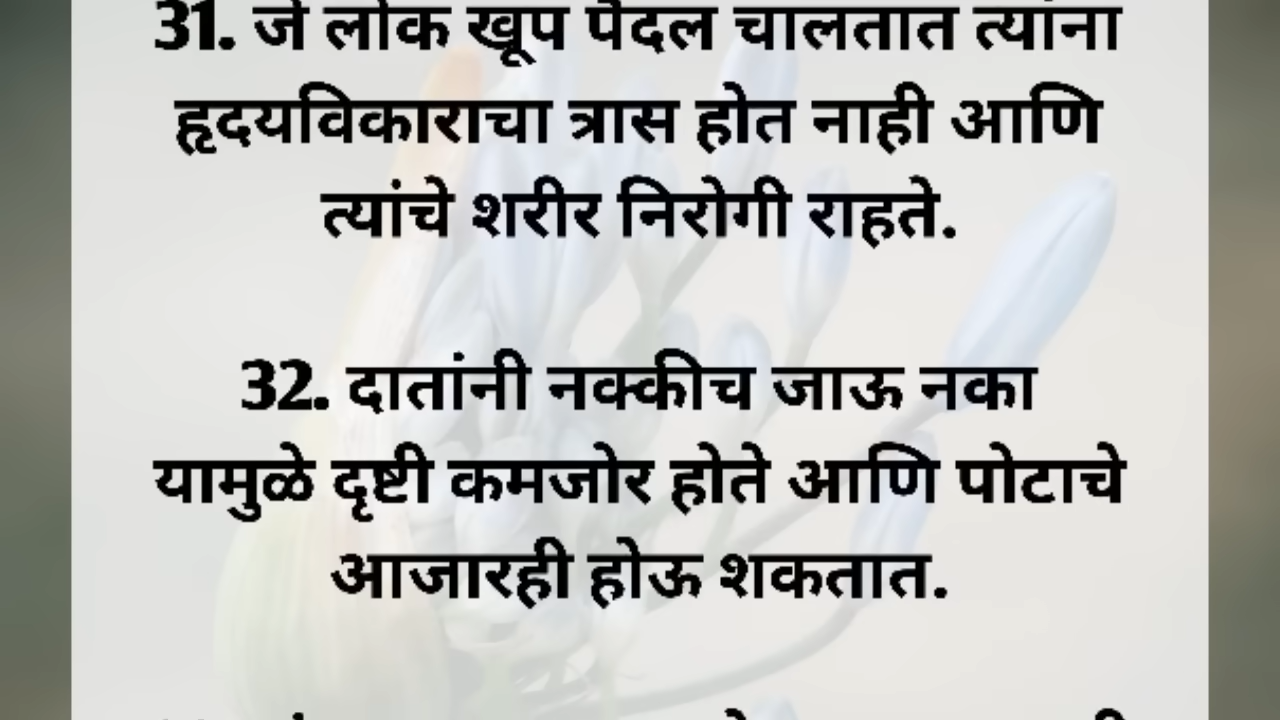 31. जे लोक खूप पैदल चालतात त्यांना
हृदयविकाराचा त्रास होत नाही आणि
त्यांचे शरीर निरोगी राहते.
32. दातांनी नक्कीच जाऊ नका
यामुळे दृष्टी कमजोर होते आणि पोटाचे
आजारही होऊ शकतात.